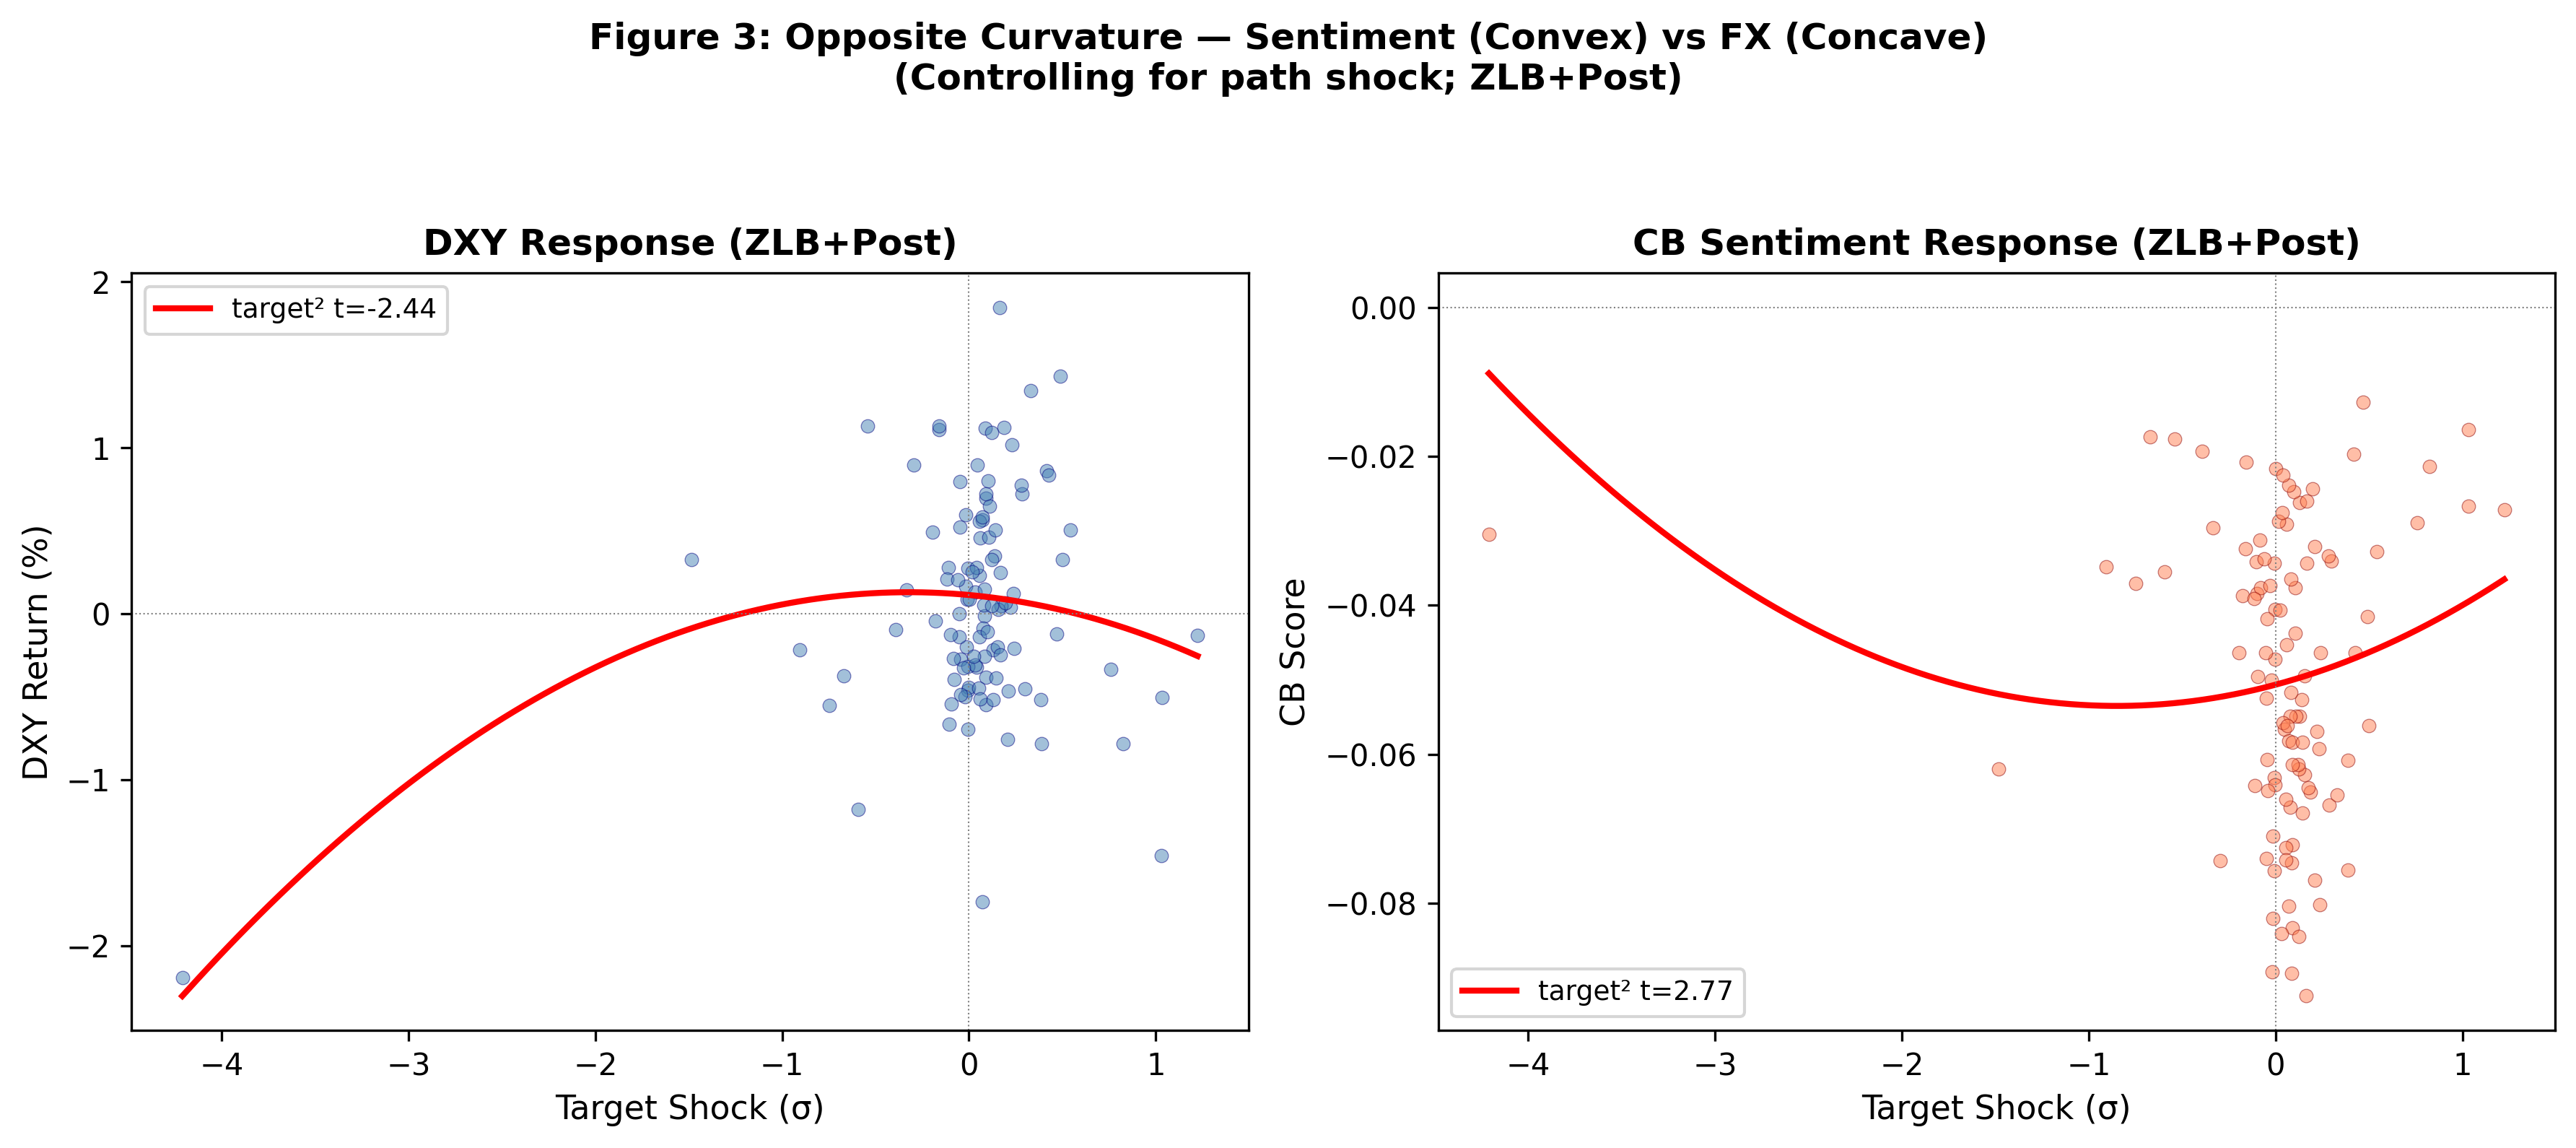 Figure 3: Opposite Curvature — Sentiment (Convex) vs FX (Concave)
(Controlling for path shock; ZLB+Post)
DXY Response (ZLB+Post)
target² t=-2.44
DXY Return (%)
2
1
0
−1
−2
−4
−3
−2
−1
0
1
Target Shock (σ)
CB Sentiment Response (ZLB+Post)
CB Score
0.00
−0.02
−0.04
−0.06
−0.08
target² t=2.77
−4
−3
−2
−1
0
1
Target Shock (σ)